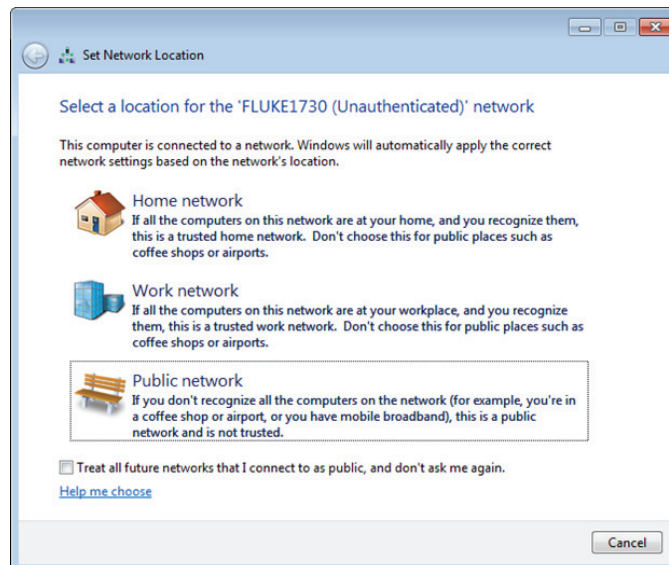 Set Network Location
Select a location for the 'FLUKE1730 (Unauthenticated)' network
This computer is connected to a network. Windows will automatically apply the correct
network settings based on the network's location.
Home network
If all the computers on this network are at your home, and you recognize them,
this is a trusted home network.  Don't choose this for public places such as
coffee shops or airports.
Work network
If all the computers on this network are at your workplace, and you recognize
them, this is a trusted work network.  Don't choose this for public places such as
coffee shops or airports.
Public network
If you don't recognize all the computers on the network (for example, you're in
a coffee shop or airport, or you have mobile broadband), this is a public
network and is not trusted.
Treat all future networks that I connect to as public, and don't ask me again.
Help me choose
Cancel